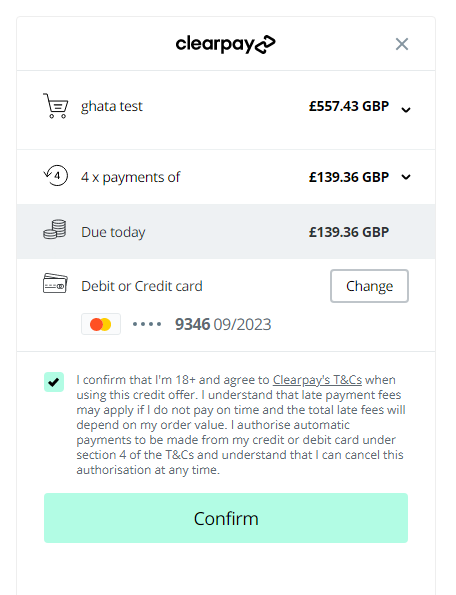 clearpay
ghata test £557.43 GBP
4
4 x payments of £139.36 GBP
Due today £139.36 GBP
Debit or Credit card Change
•••• 9346 09/2023
I confirm that I'm 18+ and agree to Clearpay's T&Cs when
using this credit offer. I understand that late payment fees
may apply if I do not pay on time and the total late fees will
depend on my order value. I authorise automatic
payments to be made from my credit or debit card under
section 4 of the T&Cs and understand that I can cancel this
authorisation at any time.
Confirm